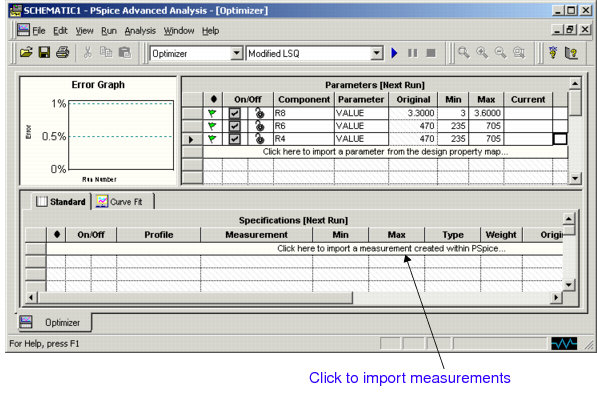 SCHEMATIC1 - PSpice Advanced Analysis - [Optimizer]
File Edit View Run Analysis Window Help
Optimizer Modified LSQ
Error Graph
1%
0.5%
0%
Error
Run Number
Parameters [Next Run]
On/Off Component Parameter Original Min Max Current
R8 VALUE 3.3000 3 3.6000
R6 VALUE 470 235 705
R4 VALUE 470 235 705
Click here to import a parameter from the design property map...
Standard Curve Fit
Specifications [Next Run]
On/Off Profile Measurement Min Max Type Weight Origi
Click here to import a measurement created within PSpice...
Optimizer
For Help, press F1
Click to import measurements